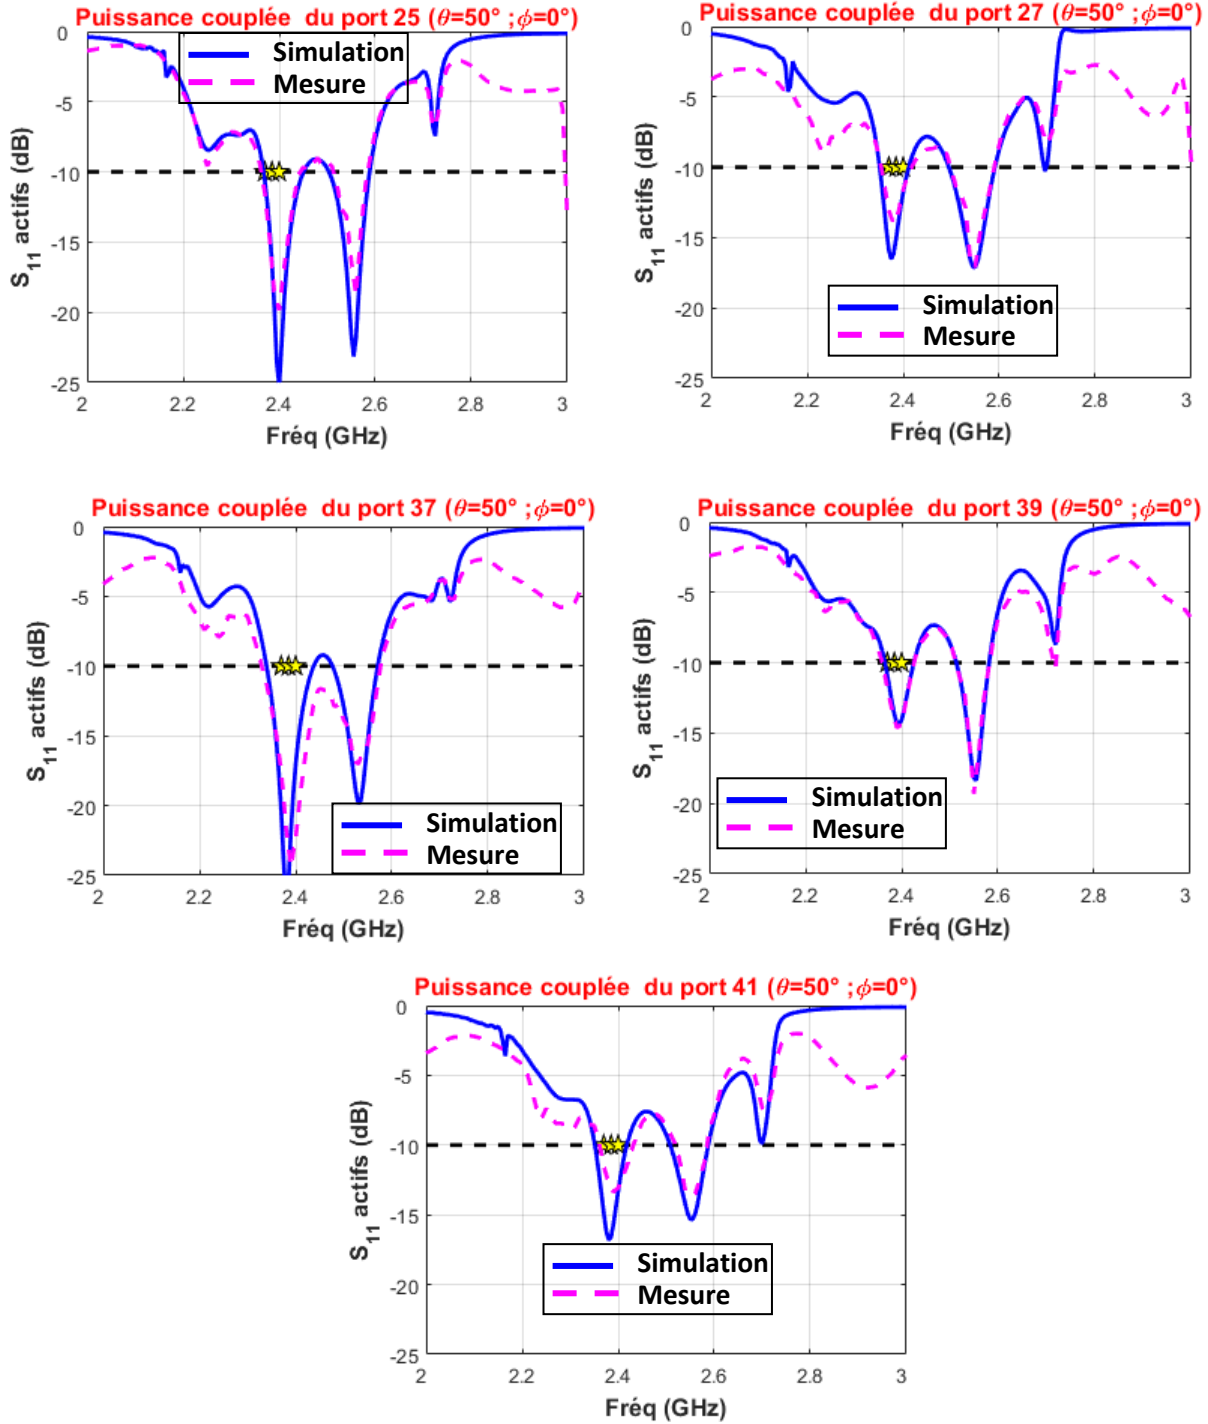 Puissance couplée du port 25 (θ=50° ;ϕ=0°)
0
-5
-10
-15
-20
-25
S11 actifs (dB)
Simulation
Mesure
2 2.2 2.4 2.6 2.8 3
Fréq (GHz)
Puissance couplée du port 27 (θ=50° ;ϕ=0°)
0
-5
-10
-15
-20
-25
S11 actifs (dB)
Simulation
Mesure
2 2.2 2.4 2.6 2.8 3
Fréq (GHz)
Puissance couplée du port 37 (θ=50° ;ϕ=0°)
0
-5
-10
-15
-20
-25
S11 actifs (dB)
Simulation
Mesure
2 2.2 2.4 2.6 2.8 3
Fréq (GHz)
Puissance couplée du port 39 (θ=50° ;ϕ=0°)
0
-5
-10
-15
-20
-25
S11 actifs (dB)
Simulation
Mesure
2 2.2 2.4 2.6 2.8 3
Fréq (GHz)
Puissance couplée du port 41 (θ=50° ;ϕ=0°)
0
-5
-10
-15
-20
-25
S11 actifs (dB)
Simulation
Mesure
2 2.2 2.4 2.6 2.8 3
Fréq (GHz)